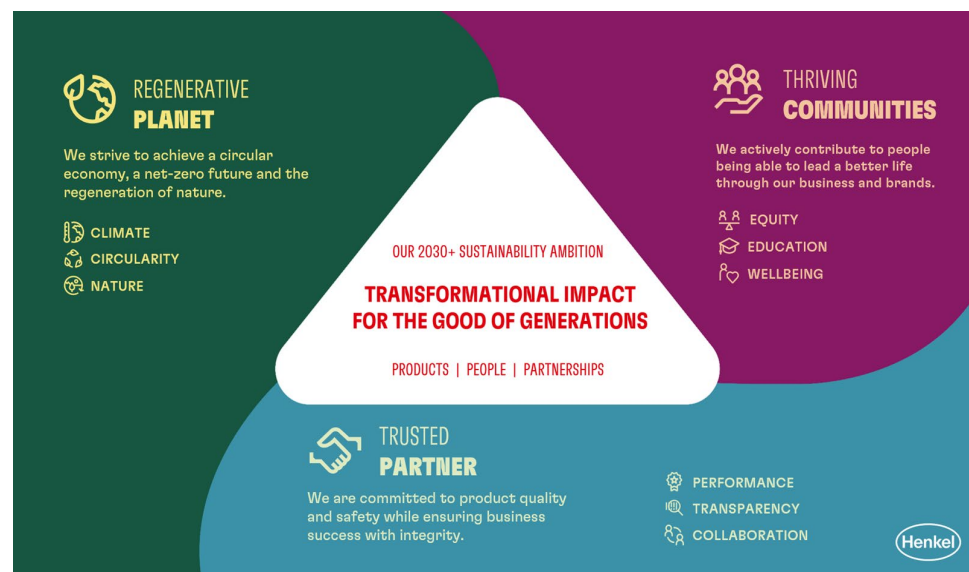 REGENERATIVE
PLANET
We strive to achieve a circular
economy, a net-zero future and the
regeneration of nature.
CLIMATE
CIRCULARITY
NATURE
THRIVING
COMMUNITIES
We actively contribute to people
being able to lead a better life
through our business and brands.
EQUITY
EDUCATION
WELLBEING
OUR 2030+ SUSTAINABILITY AMBITION
TRANSFORMATIONAL IMPACT
FOR THE GOOD OF GENERATIONS
PRODUCTS | PEOPLE | PARTNERSHIPS
TRUSTED
PARTNER
We are committed to product quality
and safety while ensuring business
success with integrity.
PERFORMANCE
TRANSPARENCY
COLLABORATION
Henkel